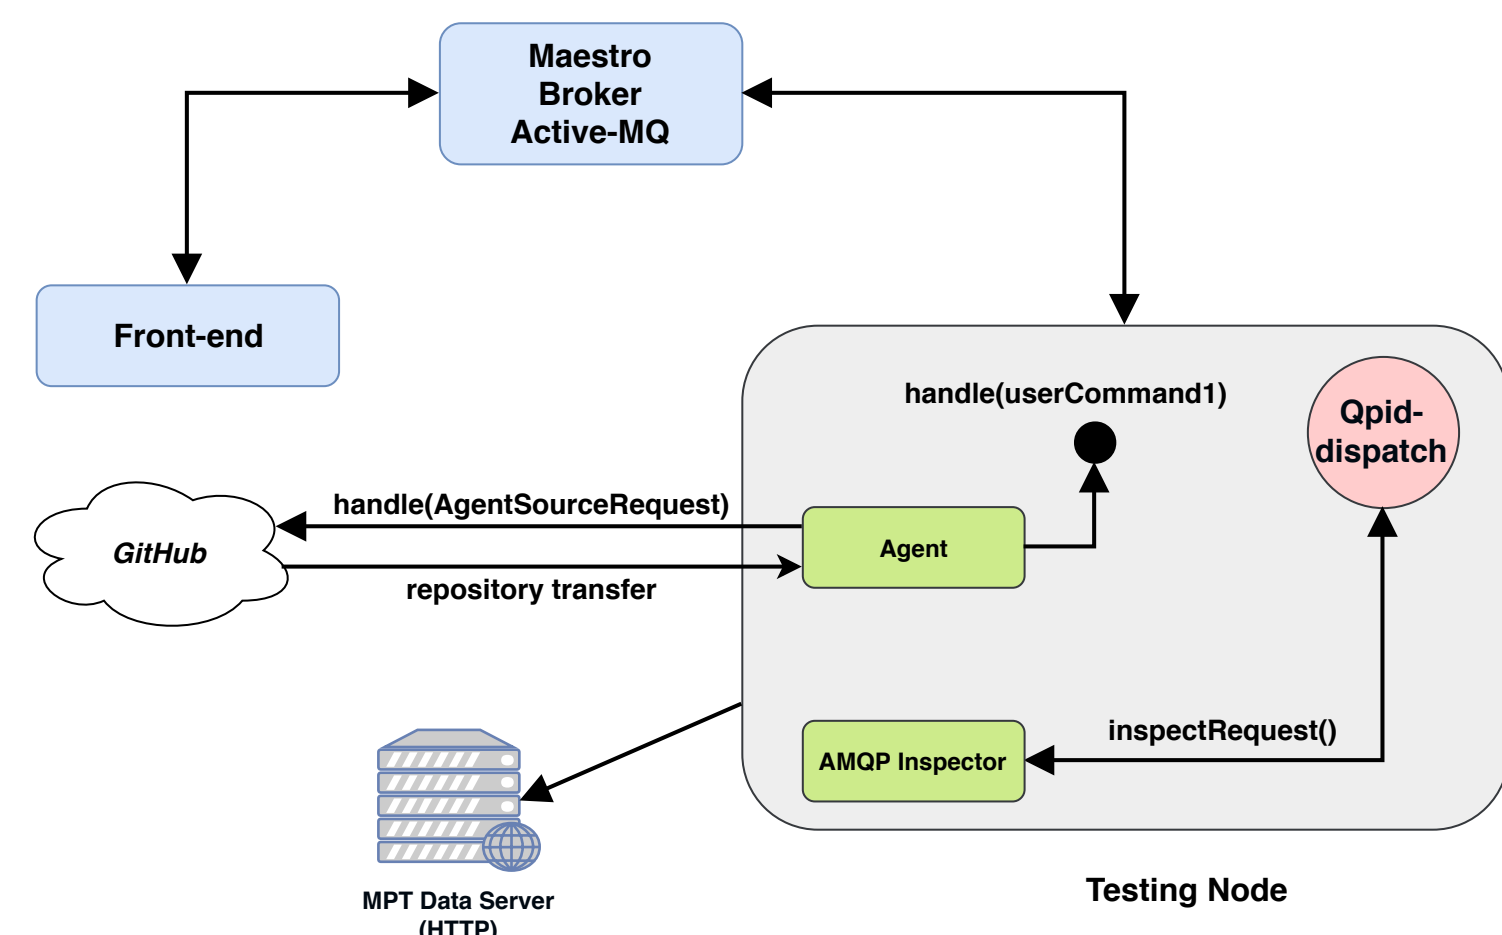 Maestro
Broker
Active-MQ
Front-end
handle(userCommand1)
Qpid-
dispatch
handle(AgentSourceRequest)
GitHub
Agent
repository transfer
inspectRequest()
AMQP Inspector
Testing Node
MPT Data Server
(HTTP)